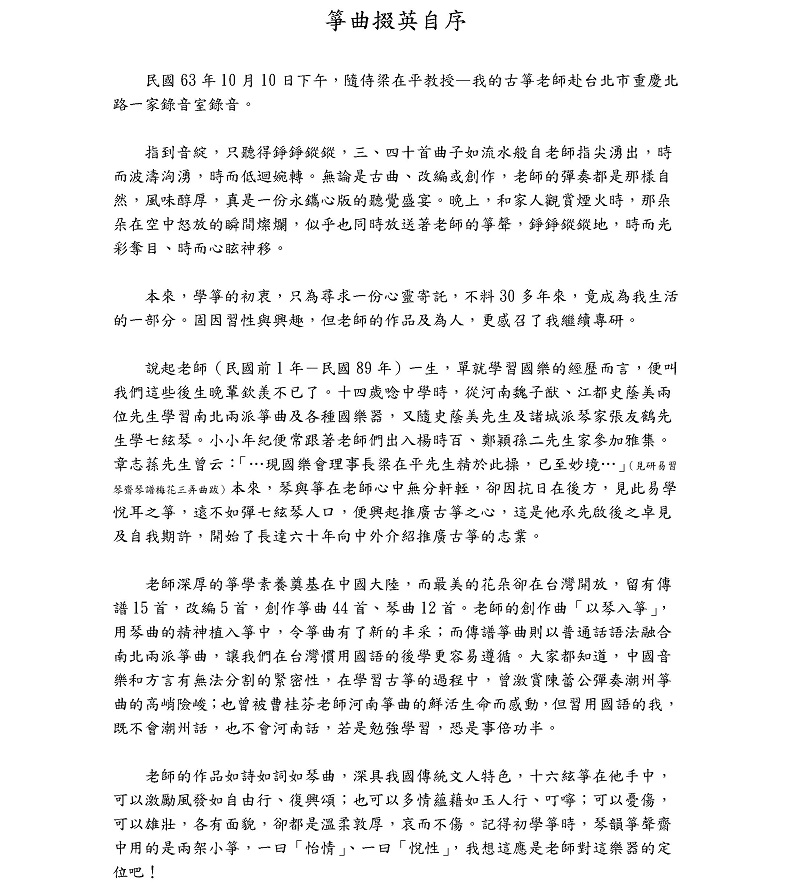 箏曲掇英自序
民國 63 年 10 月 10 日下午，隨侍梁在平教授—我的古箏老師赴台北市重慶北
路一家錄音室錄音。
指到音綻，只聽得錚錚鏦鏦，三、四十首曲子如流水般自老師指尖湧出，時
而波濤洶湧，時而低迴婉轉。無論是古曲、改編或創作，老師的彈奏都是那樣自
然，風味醇厚，真是一份永鐫心版的聽覺盛宴。晚上，和家人觀賞煙火時，那朵
朵在空中怒放的瞬間燦爛，似乎也同時放送著老師的箏聲，錚錚鏦鏦地，時而光
彩奪目、時而心眩神移。
本來，學箏的初衷，只為尋求一份心靈寄託，不料 30 多年來，竟成為我生活
的一部分。固因習性與興趣，但老師的作品及為人，更感召了我繼續專研。
說起老師（民國前 1 年－民國 89 年）一生，單就學習國樂的經歷而言，便叫
我們這些後生晚輩欽羨不已了。十四歲唸中學時，從河南魏子猷、江都史蔭美兩
位先生學習南北兩派箏曲及各種國樂器，又隨史蔭美先生及諸城派琴家張友鶴先
生學七絃琴。小小年紀便常跟著老師們出入楊時百、鄭穎孫二先生家參加雅集。
章志蓀先生曾云：「…現國樂會理事長梁在平先生精於此操，已至妙境…」(見研易習
琴齋琴譜梅花三弄曲跋) 本來，琴與箏在老師心中無分軒輊，卻因抗日在後方，見此易學
悅耳之箏，遠不如彈七絃琴人口，便興起推廣古箏之心，這是他承先啟後之卓見
及自我期許，開始了長達六十年向中外介紹推廣古箏的志業。
老師深厚的箏學素養奠基在中國大陸，而最美的花朵卻在台灣開放，留有傳
譜 15 首，改編 5 首，創作箏曲 44 首、琴曲 12 首。老師的創作曲「以琴入箏」，
用琴曲的精神植入箏中，令箏曲有了新的丰采；而傳譜箏曲則以普通話語法融合
南北兩派箏曲，讓我們在台灣慣用國語的後學更容易遵循。大家都知道，中國音
樂和方言有無法分割的緊密性，在學習古箏的過程中，曾激賞陳蕾公彈奏潮州箏
曲的高峭險峻；也曾被曹桂芬老師河南箏曲的鮮活生命而感動，但習用國語的我，
既不會潮州話，也不會河南話，若是勉強學習，恐是事倍功半。
老師的作品如詩如詞如琴曲，深具我國傳統文人特色，十六絃箏在他手中，
可以激勵風發如自由行、復興頌；也可以多情蘊藉如玉人行、叮嚀；可以憂傷，
可以雄壯，各有面貌，卻都是溫柔敦厚，哀而不傷。記得初學箏時，琴韻箏聲齋
中用的是兩架小箏，一曰「怡情」、一曰「悅性」，我想這應是老師對這樂器的定
位吧！